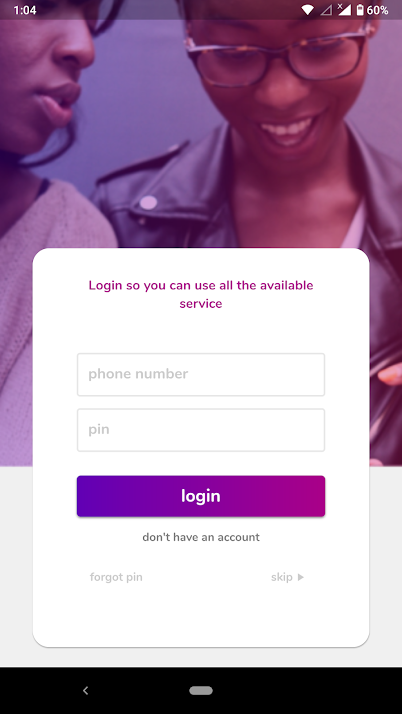 1:04
60%
Login so you can use all the available
service
phone number
pin
login
don't have an account
forgot pin
skip